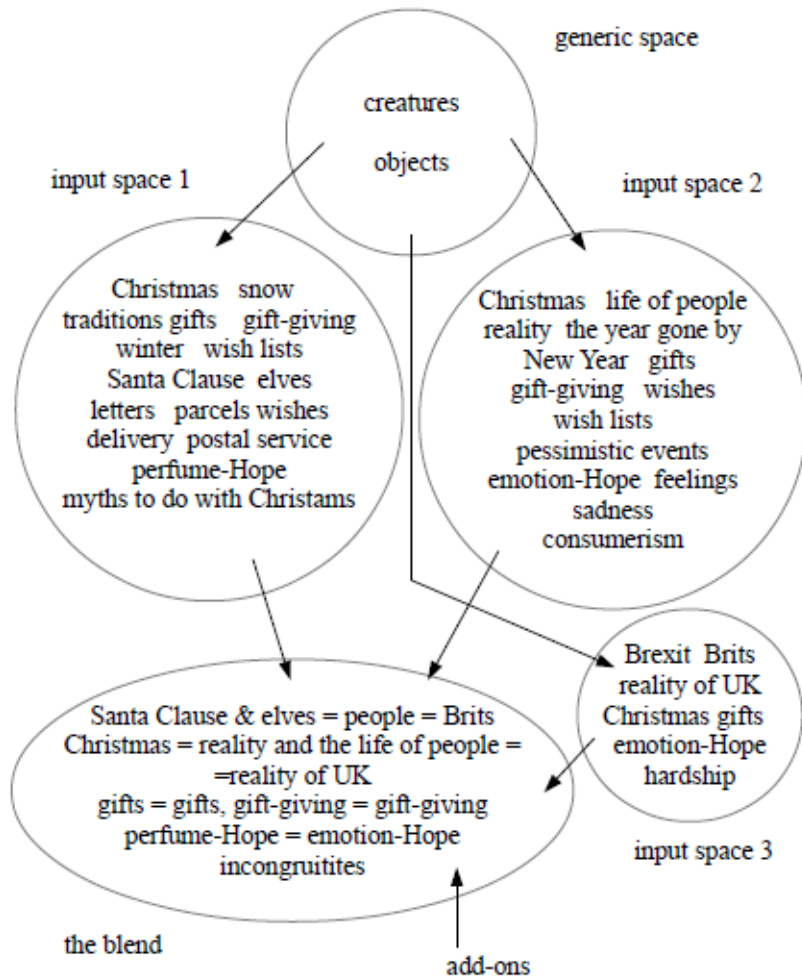 generic space
creatures
objects
input space 1
input space 2
Christmas snow
traditions gifts gift-giving
winter wish lists
Santa Clause elves
letters parcels wishes
delivery postal service
perfume-Hope
myths to do with Christams
Christmas life of people
reality the year gone by
New Year gifts
gift-giving wishes
wish lists
pessimistic events
emotion-Hope feelings
sadness
consumerism
Brexit Brits
reality of UK
Christmas gifts
emotion-Hope
hardship
input space 3
Santa Clause & elves = people = Brits
Christmas = reality and the life of people =
=reality of UK
gifts = gifts, gift-giving = gift-giving
perfume-Hope = emotion-Hope
incongruitites
the blend
add-ons